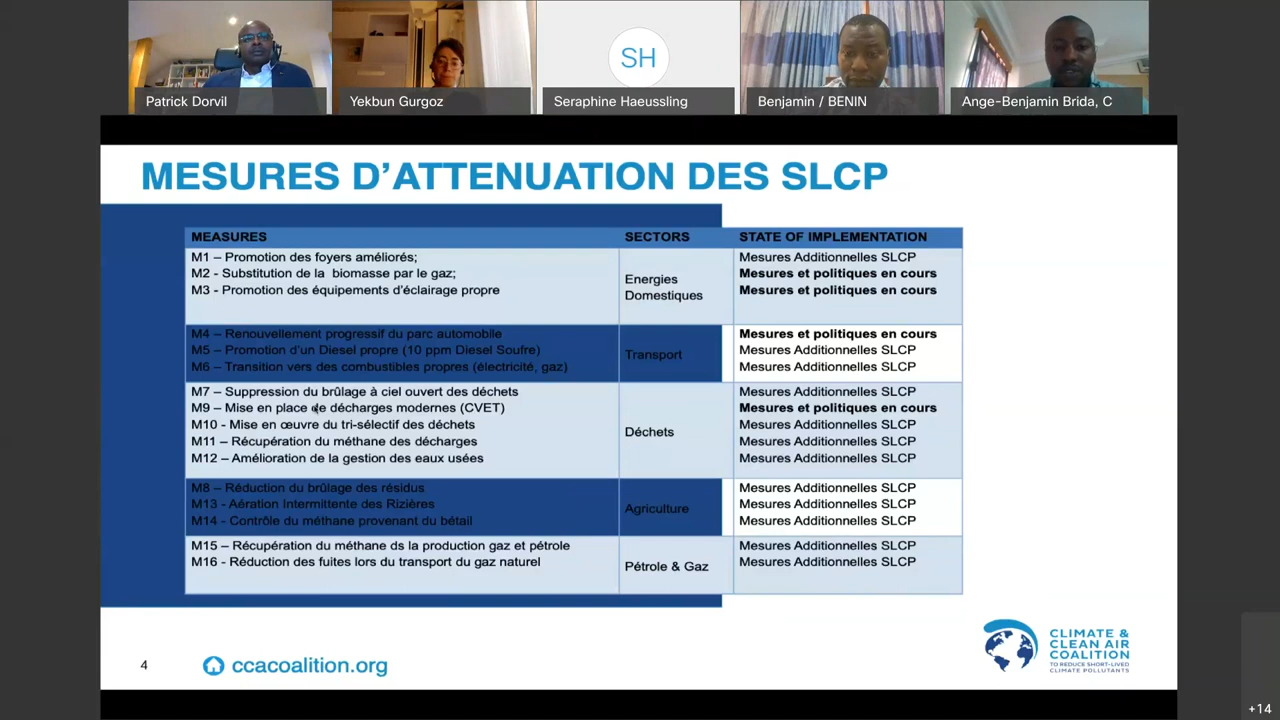 SH
Patrick Dorvil
Yekbun Gurgoz
Seraphine Haeussling
Benjamin / BENIN
Ange-Benjamin Brida, C
MESURES D'ATTENUATION DES SLCP
MEASURES SECTORS STATE OF IMPLEMENTATION
M1 – Promotion des foyers améliorés;
M2 - Substitution de la biomasse par le gaz;
M3 - Promotion des équipements d'éclairage propre
Energies
Domestiques
Mesures Additionnelles SLCP
Mesures et politiques en cours
Mesures et politiques en cours
M4 – Renouvellement progressif du parc automobile
M5 – Promotion d'un Diesel propre (10 ppm Diesel Soufre)
M6 – Transition vers des combustibles propres (électricité, gaz)
Transport
Mesures et politiques en cours
Mesures Additionnelles SLCP
Mesures Additionnelles SLCP
M7 – Suppression du brûlage à ciel ouvert des déchets
M9 – Mise en place de décharges modernes (CVET)
M10 - Mise en œuvre du tri-sélectif des déchets
M11 – Récupération du méthane des décharges
M12 – Amélioration de la gestion des eaux usées
Déchets
Mesures Additionnelles SLCP
Mesures et politiques en cours
Mesures Additionnelles SLCP
Mesures Additionnelles SLCP
Mesures Additionnelles SLCP
M8 – Réduction du brûlage des résidus
M13 - Aération Intermittente des Rizières
M14 - Contrôle du méthane provenant du bétail
Agriculture
Mesures Additionnelles SLCP
Mesures Additionnelles SLCP
Mesures Additionnelles SLCP
M15 – Récupération du méthane ds la production gaz et pétrole
M16 - Réduction des fuites lors du transport du gaz naturel
Pétrole & Gaz
Mesures Additionnelles SLCP
Mesures Additionnelles SLCP
4
ccacoalition.org
CLIMATE &
CLEAN AIR
COALITION
TO REDUCE SHORT-LIVED
CLIMATE POLLUTANTS
+14